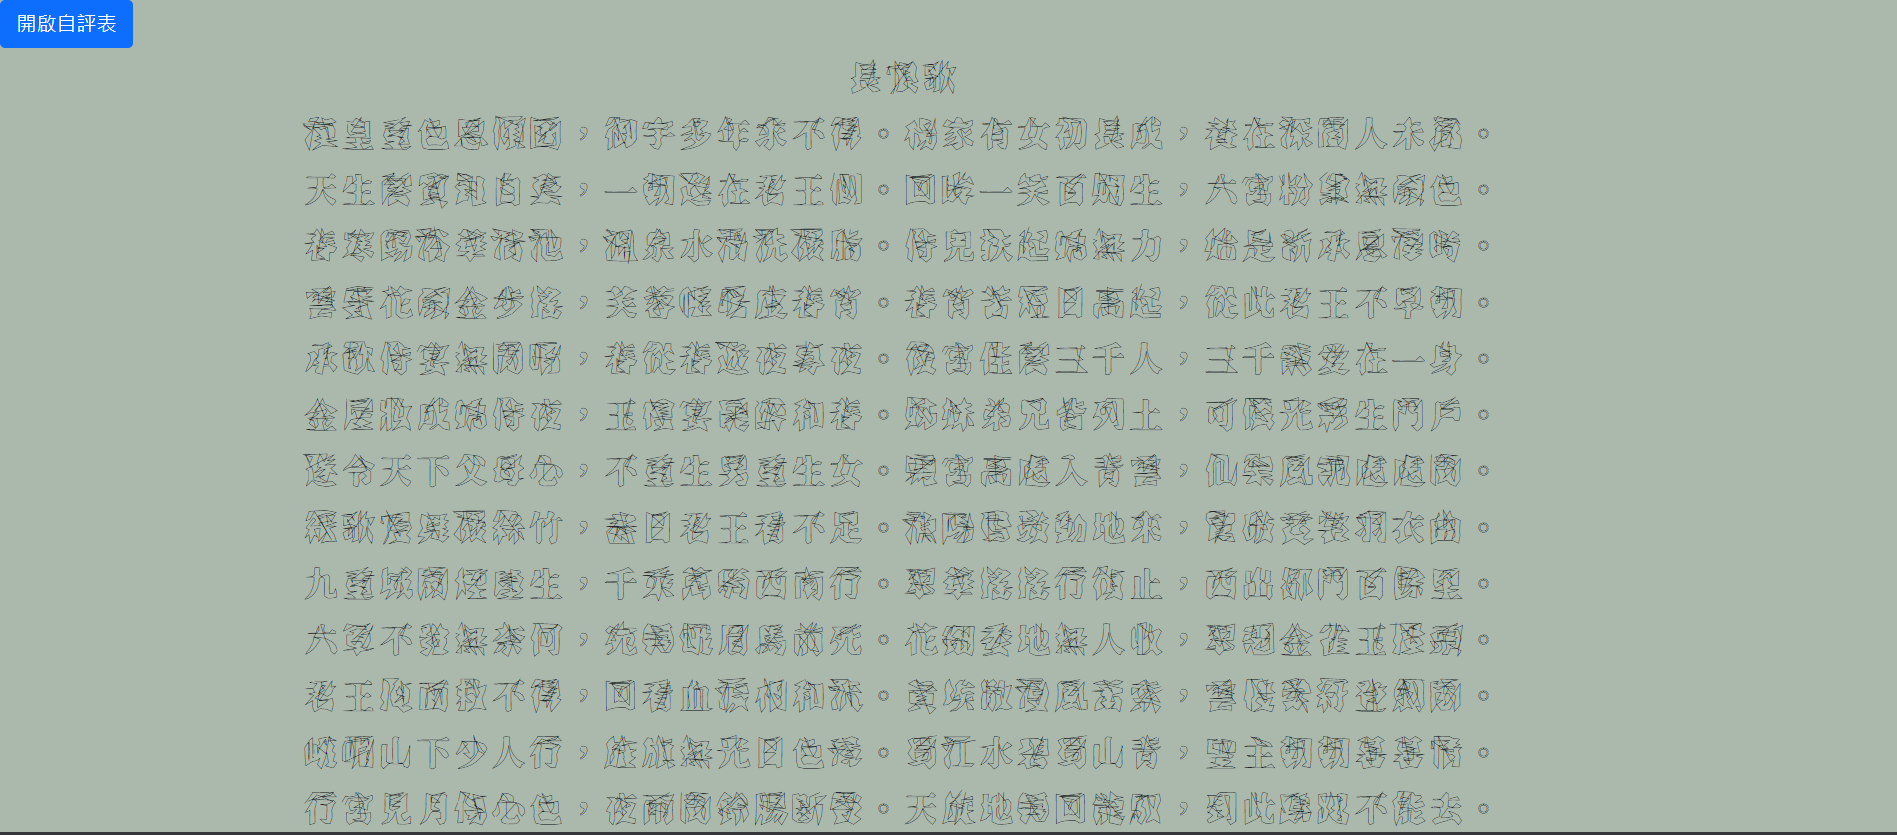 開啟自評表
長恨歌
漢皇重色思傾國，御宇多年求不得。楊家有女初長成，養在深閨人未識。
天生麗質難自棄，一朝選在君王側。回眸一笑百媚生，六宮粉黛無顏色。
春寒賜浴華清池，溫泉水滑洗凝脂。侍兒扶起嬌無力，始是新承恩澤時。
雲鬢花顏金步搖，芙蓉帳暖度春宵。春宵苦短日高起，從此君王不早朝。
承歡侍宴無閒暇，春從春遊夜專夜。後宮佳麗三千人，三千寵愛在一身。
金屋妝成嬌侍夜，玉樓宴罷醉和春。姊妹弟兄皆列土，可憐光彩生門戶。
遂令天下父母心，不重生男重生女。驪宮高處入青雲，仙樂風飄處處聞。
緩歌慢舞凝絲竹，盡日君王看不足。漁陽鼙鼓動地來，驚破霓裳羽衣曲。
九重城闕煙塵生，千乘萬騎西南行。翠華搖搖行復止，西出都門百餘里。
六軍不發無奈何，宛轉蛾眉馬前死。花鈿委地無人收，翠翹金雀玉搔頭。
君王掩面救不得，回看血淚相和流。黃埃散漫風蕭索，雲棧縈紆登劍閣。
峨嵋山下少人行，旌旗無光日色薄。蜀江水碧蜀山青，聖主朝朝暮暮情。
行宮見月傷心色，夜雨聞鈴腸斷聲。天旋地轉回龍馭，到此躊躇不能去。